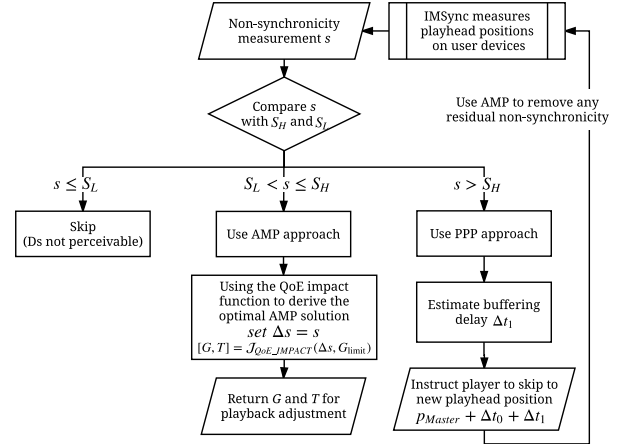 Non-synchronicity
measurement s
IMSync measures
playhead positions
on user devices
Compare s
with S_H and S_L
Use AMP to remove any
residual non-synchronicity
s ≤ S_L
S_L < s ≤ S_H
s > S_H
Skip
(Ds not perceivable)
Use AMP approach
Use PPP approach
Using the QoE impact
function to derive the
optimal AMP solution
set Δs = s
[G, T] = J_QoE_IMPACT(Δs, G_limit)
Estimate buffering
delay Δt_1
Return G and T for
playback adjustment
Instruct player to skip to
new playhead position
p_Master + Δt_0 + Δt_1